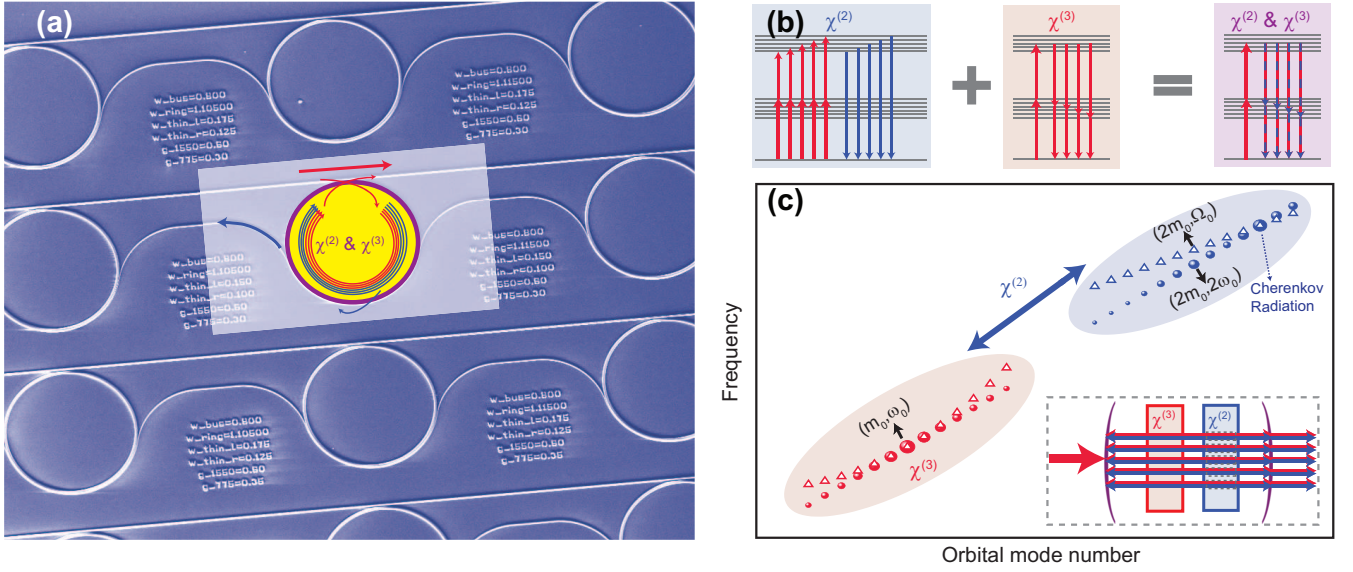 (a)
w_bus=0.800
w_ring=1.10500
w_thin_l=0.175
w_thin_r=0.125
g_1550=0.60
g_775=0.30
w_bus=0.800
w_ring=1.11500
w_thin_l=0.175
w_thin_r=0.125
g_1550=0.60
g_775=0.30
χ(2) & χ(3)
w_bus=0.800
w_ring=1.10500
w_thin_l=0.150
w_thin_r=0.100
g_1550=0.60
g_775=0.30
w_bus=0.800
w_ring=1.11500
w_thin_l=0.150
w_thin_r=0.100
g_1550=0.60
g_775=0.30
w_bus=0.800
w_ring=1.10500
w_thin_l=0.175
w_thin_r=0.125
g_1550=0.60
g_775=0.35
w_bus=0.800
w_ring=1.11500
w_thin_l=0.175
w_thin_r=0.125
g_1550=0.60
g_775=0.35
(b)
χ(2)
+
χ(3)
=
χ(2) & χ(3)
(c)
Frequency
Orbital mode number
(2m₀,Ω₀)
(2m₀,2ω₀)
Cherenkov
Radiation
χ(2)
(m₀,ω₀)
χ(3)
χ(3)
χ(2)